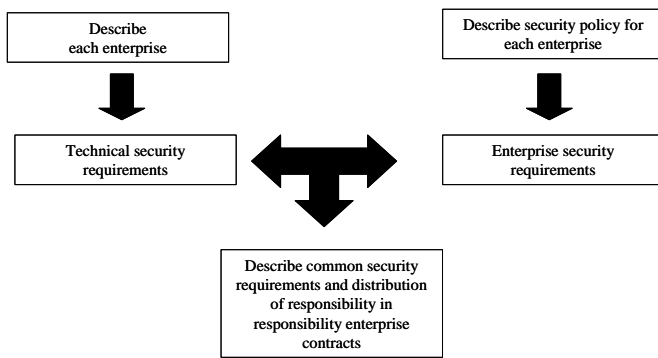 Describe
each enterprise
Describe security policy for
each enterprise
Technical security
requirements
Enterprise security
requirements
Describe common security
requirements and distribution
of responsibility in
responsibility enterprise
contracts